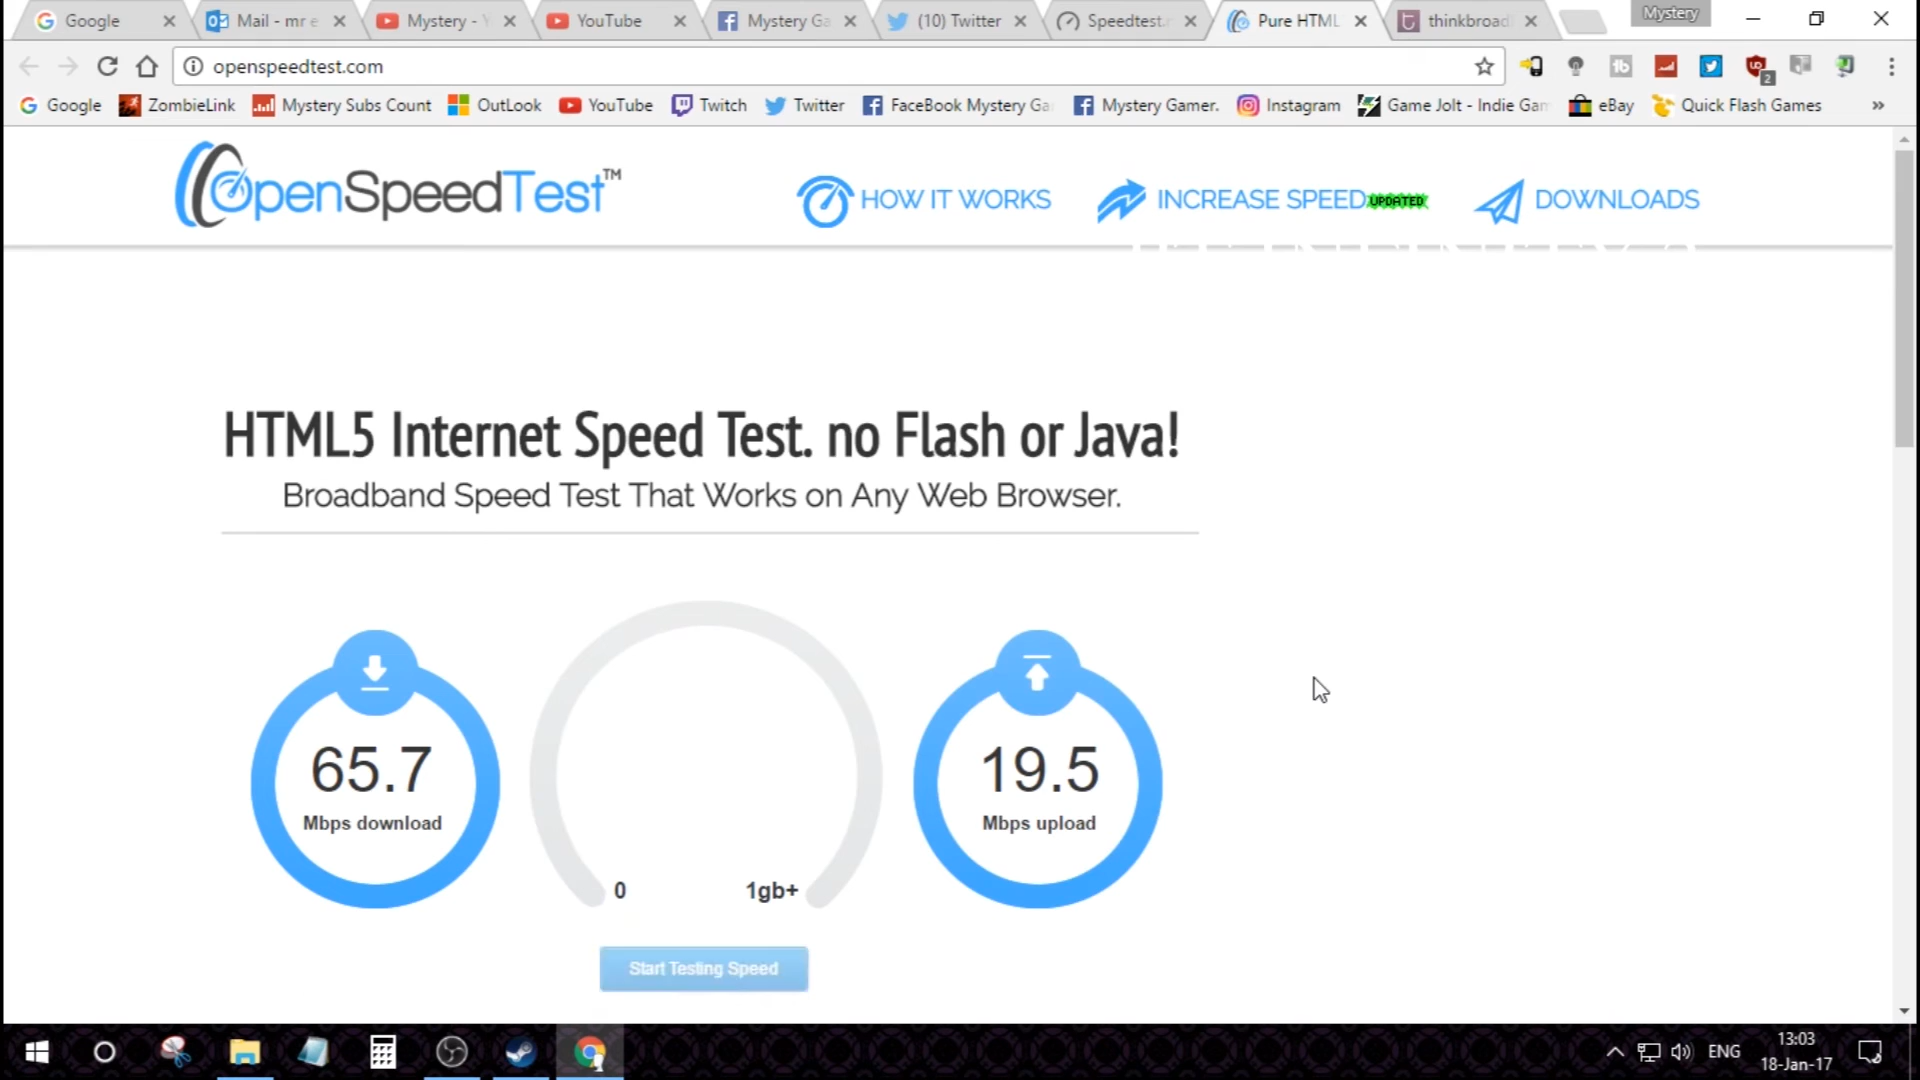 Google
Mail - mr e
Mystery -
YouTube
Mystery Ga
(10) Twitter
Speedtest.
Pure HTML
thinkbroad
Mystery
openspeedtest.com
2
Google
ZombieLink
Mystery Subs Count
OutLook
YouTube
Twitch
Twitter
FaceBook Mystery Ga
Mystery Gamer.
Instagram
Game Jolt - Indie Gam
eBay
Quick Flash Games
»
OpenSpeedTest™
HOW IT WORKS
INCREASE SPEED UPDATED
DOWNLOADS
HTML5 Internet Speed Test. no Flash or Java!
Broadband Speed Test That Works on Any Web Browser.
65.7
Mbps download
0
1gb+
19.5
Mbps upload
Start Testing Speed
ENG
13:03
18-Jan-17